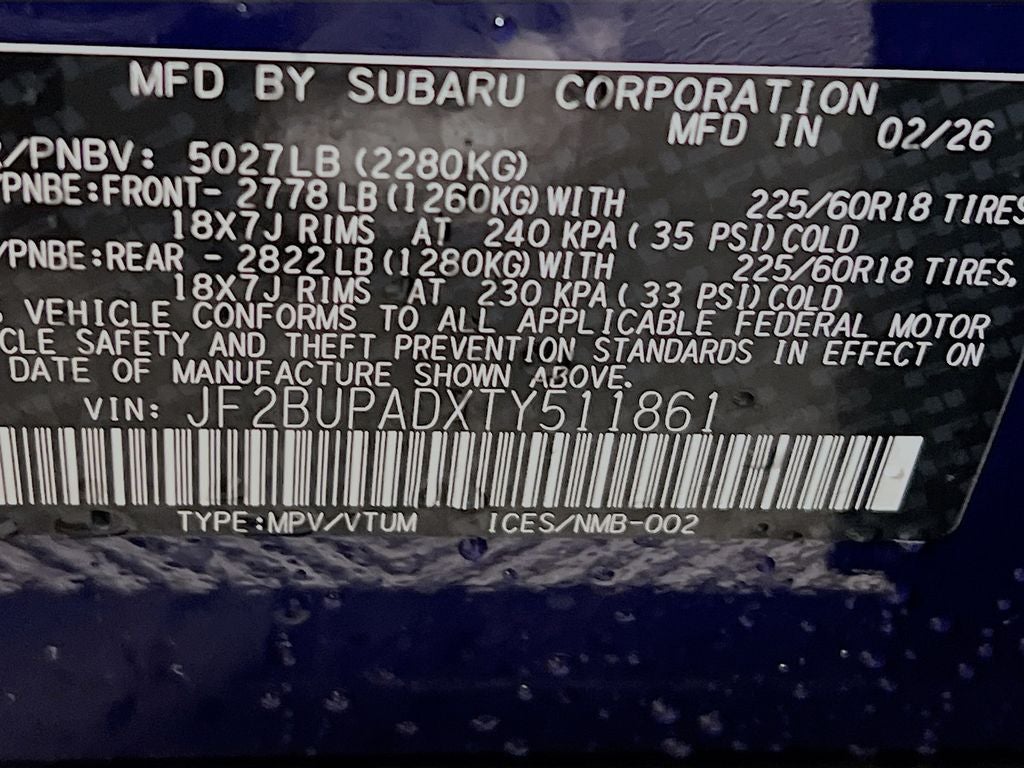 MFD BY SUBARU CORPORATION
MFD IN 02/26
/PNBV: 5027LB (2280KG)
/PNBE:FRONT- 2778 LB (1260KG) WITH 225/60R18 TIRES
18X7J RIMS AT 240 KPA ( 35 PSI) COLD
/PNBE:REAR - 2822 LB (1280KG) WITH 225/60R18 TIRES.
18X7J RIMS AT 230 KPA ( 33 PSI) COLD
VEHICLE CONFORMS TO ALL APPLICABLE FEDERAL MOTOR
CLE SAFETY AND THEFT PREVENTION STANDARDS IN EFFECT ON
DATE OF MANUFACTURE SHOWN ABOVE.
VIN: JF2BUPADXTY511861
TYPE:MPV/VTUM ICES/NMB-002